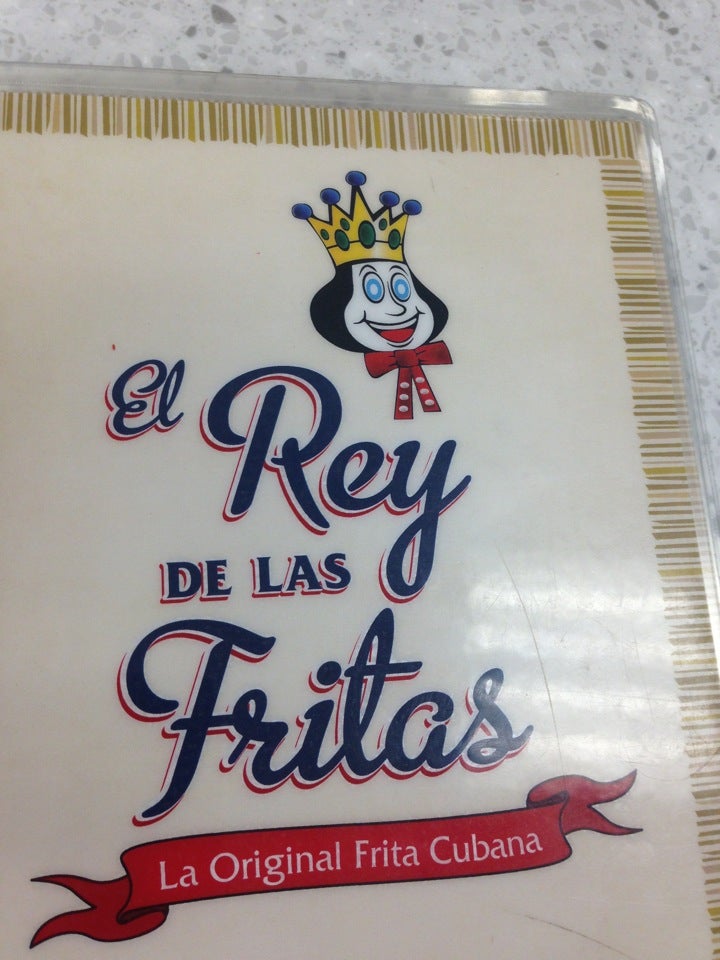 El
Rey
DE LAS
Fritas
La Original Frita Cubana